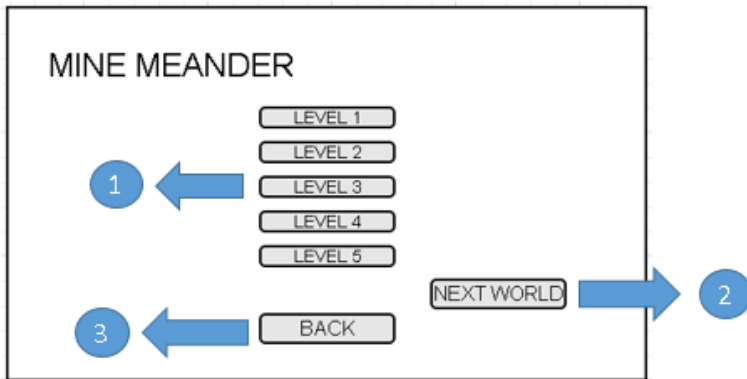 MINE MEANDER
LEVEL 1
LEVEL 2
1
LEVEL 3
LEVEL 4
LEVEL 5
NEXT WORLD
2
3
BACK